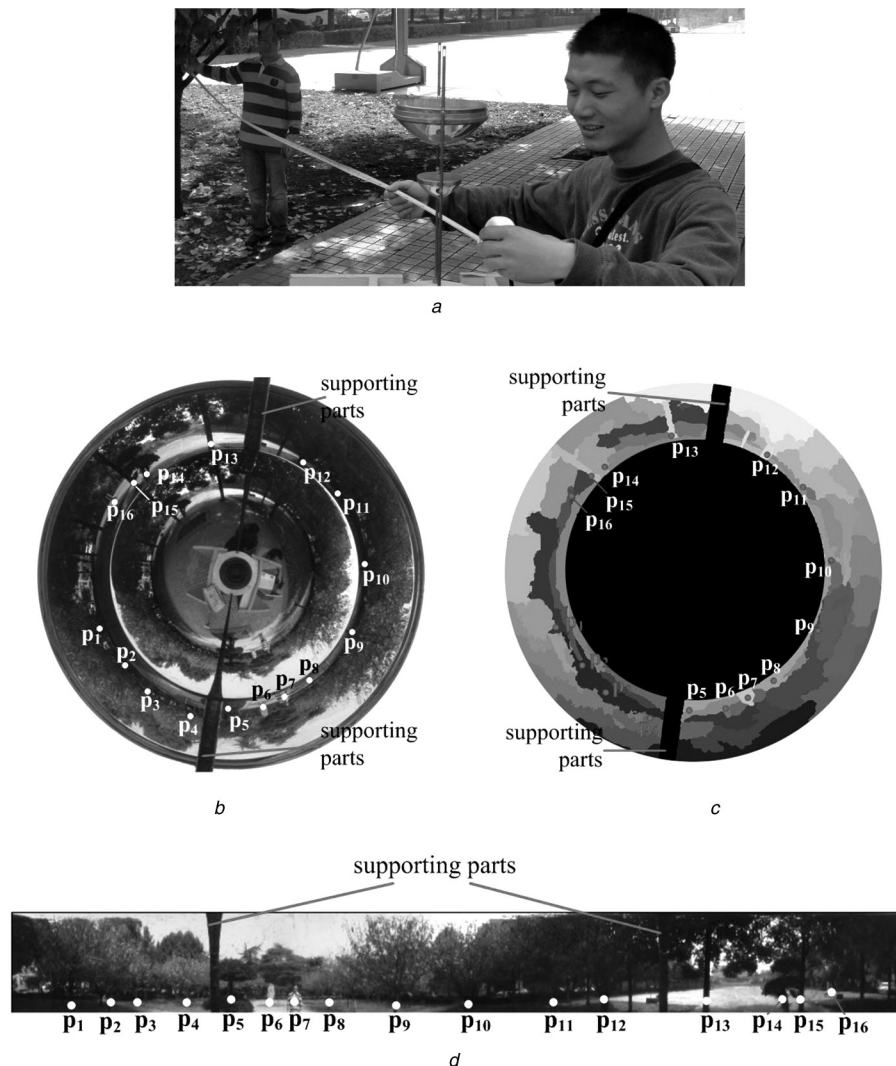 a
supporting
parts
p13
p12
p14
p15
p16
p11
p10
p1
p2
p3
p4
p5
p6
p7
p8
p9
supporting
parts
b
supporting
parts
p13
p12
p14
p15
p16
p11
p10
p9
p8
p7
p6
p5
supporting
parts
c
supporting parts
p1 p2 p3 p4 p5 p6 p7 p8 p9 p10 p11 p12 p13 p14 p15 p16
d